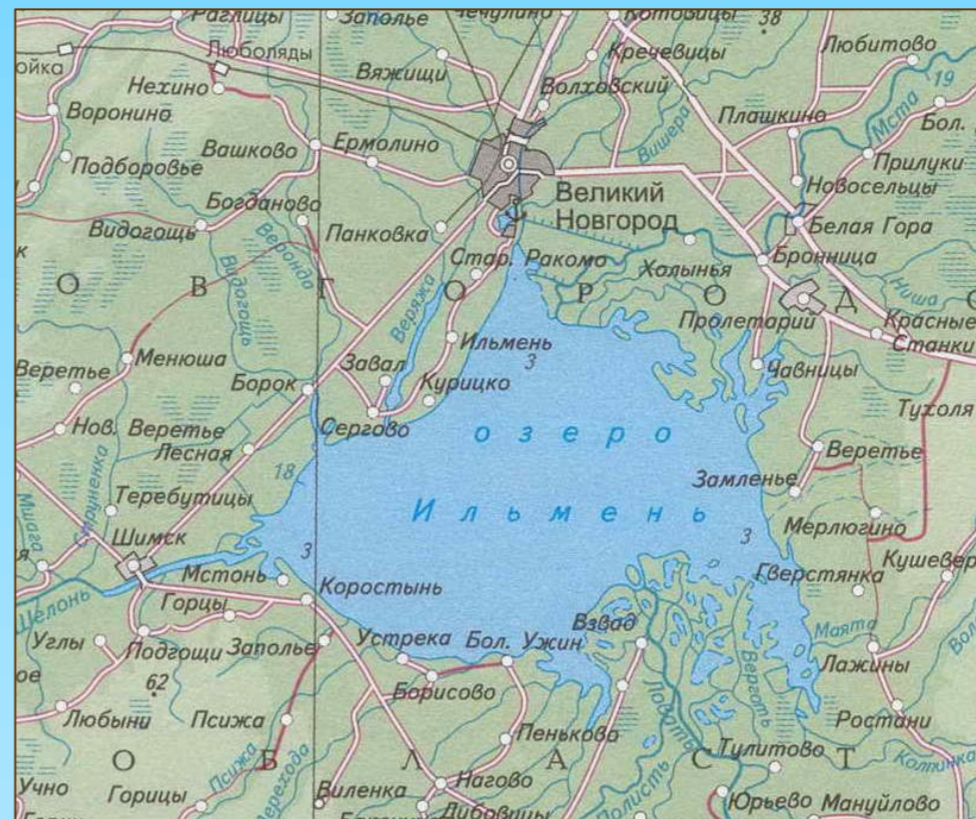 Раглицы
Заполье
Чечулино
Котовицы
38
ойка
Люболяды
Вяжищи
Кречевицы
Любитово
Нехино
Волховский
19
Воронино
Вишера
Плашкино
Мста
Бол.
Вашково
Ермолино
Прилуки
Подборовье
Новосельцы
Великий
Новгород
Богданово
Видогощь
Веронда
Панковка
Белая Гора
Стар. Ракомо
Холынья
Бронница
к
О В Г О Р О Д
Видогать
Веряжа
Ниша
Пролетарий
Красные
Станки
Менюша
Ильмень
3
Завал
Чавницы
Веретье
Борок
Курицко
Тухоля
Нов. Веретье
Сергово
озеро
Лесная
Веретье
18
Замленье
Теребутицы
Ильмень
Мшага
Струпенка
Шимск
3
3
Мерлюгино
я
Мстонь
Коростынь
Гверстянка
Кушевер
Шелонь
Горцы
Взвад
Маята
Углы
Подгощи
Заполье
Устрека
Бол. Ужин
Лажины
ое
62
Борисово
Ловать
Верготь
Любыни
Псижа
Ростани
Пеньково
Тулитово
О Б Л А С Т
Колпинка
Псижа
Перехода
Учно
Горицы
Виленка
Нагово
Полисть
Юрьево
Мануйлово
Дубовицы